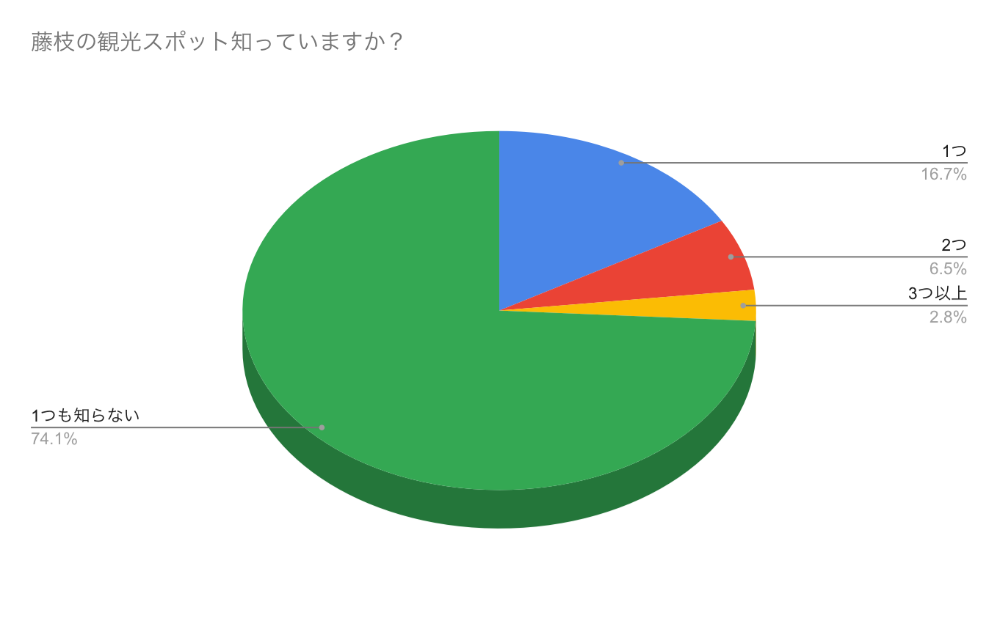 藤枝の観光スポット知っていますか？
1つ
16.7%
2つ
6.5%
3つ以上
2.8%
1つも知らない
74.1%